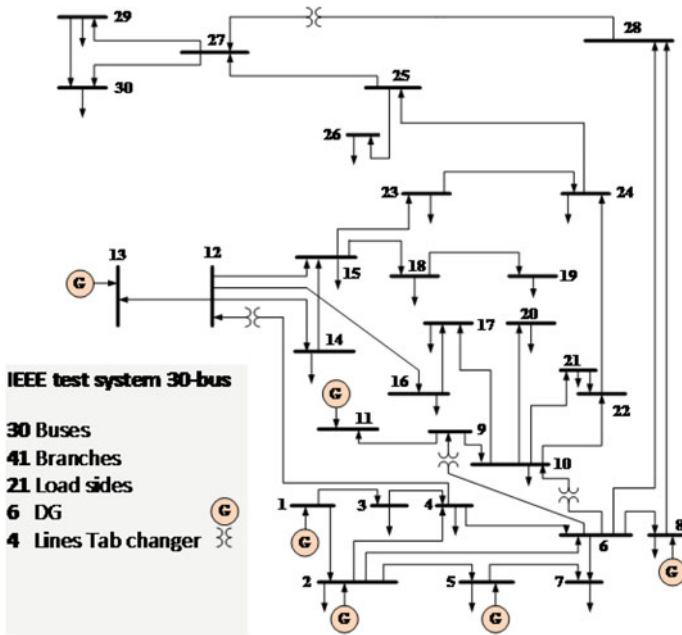 29
27
28
30
25
26
23
24
13
12
15
18
19
17
20
14
21
16
22
G
IEEE test system 30-bus
30 Buses
41 Branches
21 Load sides
6 DG G
4 Lines Tab changer
G
11
9
10
1
3
4
6
8
G
2
5
7
G
G
G